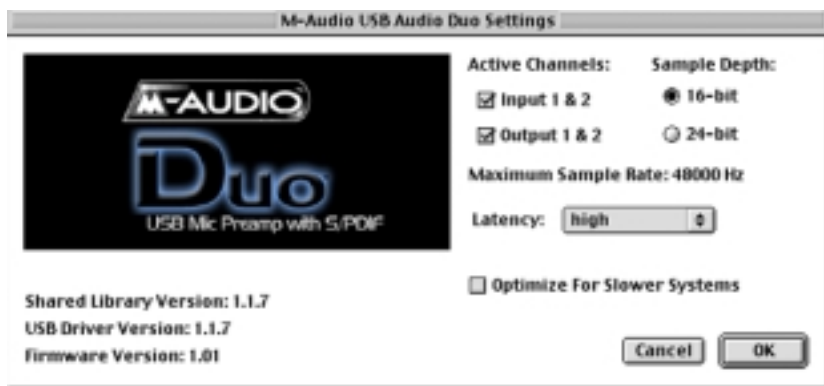 M-Audio USB Audio Duo Settings
M-AUDIO
Duo
USB Mic Preamp with S/PDIF
Active Channels:
Input 1 & 2
Output 1 & 2
Sample Depth:
16-bit
24-bit
Maximum Sample Rate: 48000 Hz
Latency: high
Optimize For Slower Systems
Shared Library Version: 1.1.7
USB Driver Version: 1.1.7
Firmware Version: 1.01
Cancel
OK